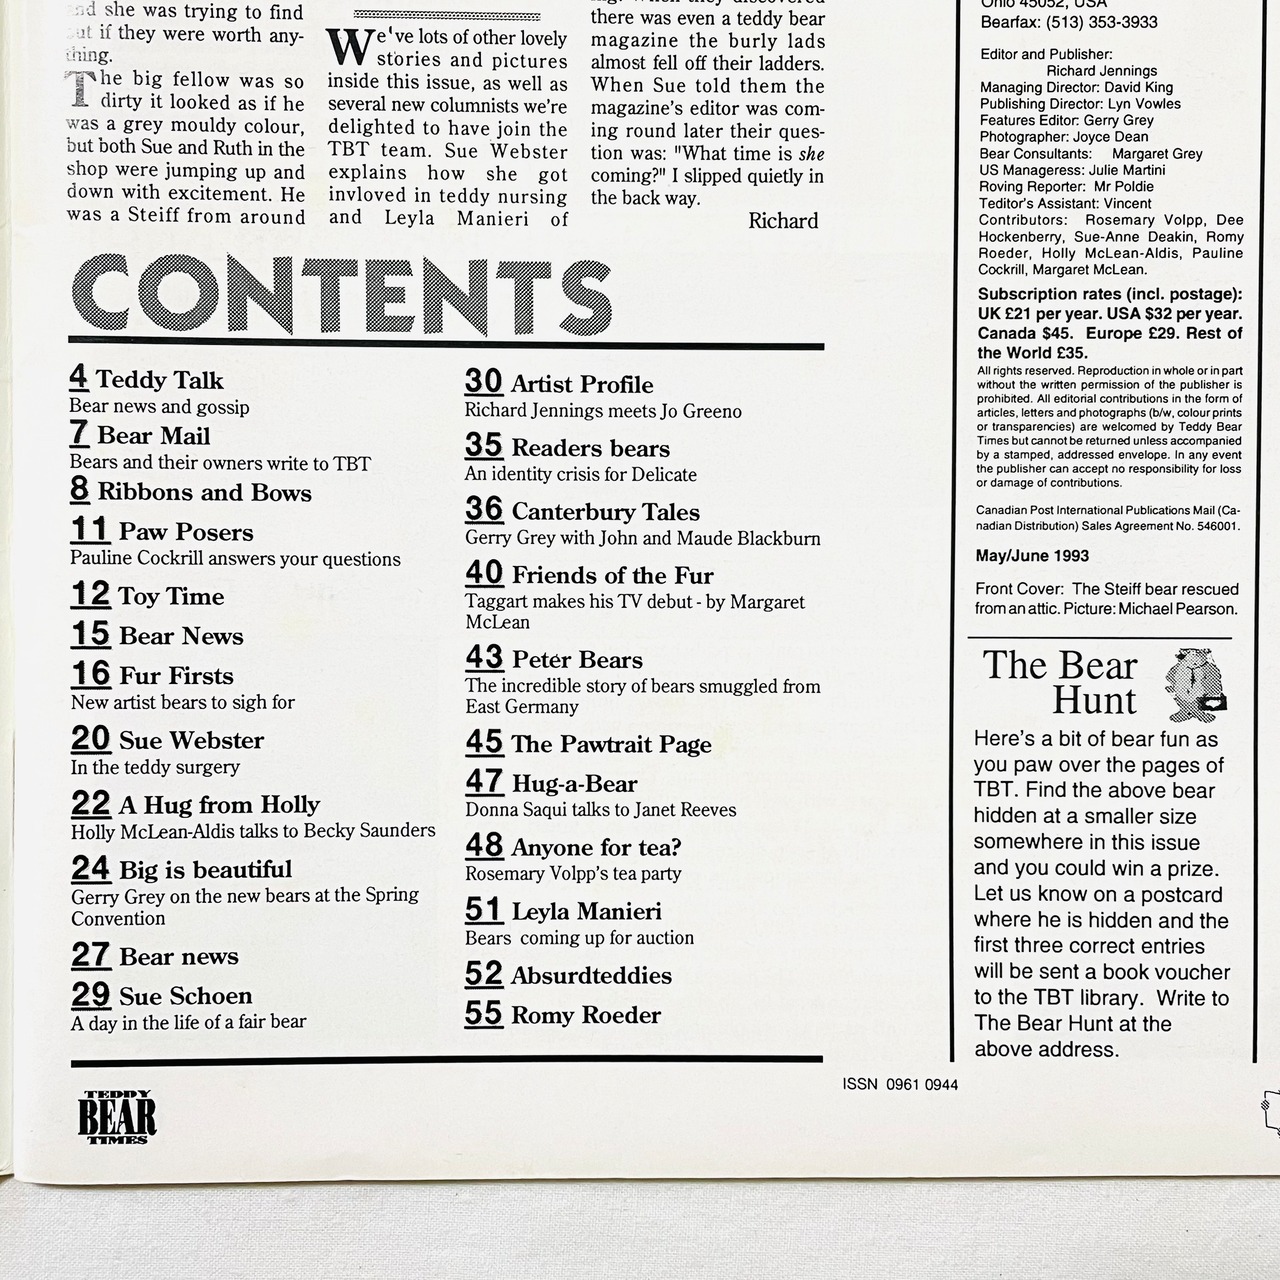 and she was trying to find
out if they were worth any-
thing.
The big fellow was so
dirty it looked as if he
was a grey mouldy colour,
but both Sue and Ruth in the
shop were jumping up and
down with excitement. He
was a Steiff from around
We've lots of other lovely
stories and pictures
inside this issue, as well as
several new columnists we're
delighted to have join the
TBT team. Sue Webster
explains how she got
invloved in teddy nursing
and Leyla Manieri of
there was even a teddy bear
magazine the burly lads
almost fell off their ladders.
When Sue told them the
magazine's editor was com-
ing round later their ques-
tion was: "What time is she
coming?" I slipped quietly in
the back way.
Richard
CONTENTS
4 Teddy Talk
Bear news and gossip
7 Bear Mail
Bears and their owners write to TBT
8 Ribbons and Bows
11 Paw Posers
Pauline Cockrill answers your questions
12 Toy Time
15 Bear News
16 Fur Firsts
New artist bears to sigh for
20 Sue Webster
In the teddy surgery
22 A Hug from Holly
Holly McLean-Aldis talks to Becky Saunders
24 Big is beautiful
Gerry Grey on the new bears at the Spring
Convention
27 Bear news
29 Sue Schoen
A day in the life of a fair bear
30 Artist Profile
Richard Jennings meets Jo Greeno
35 Readers bears
An identity crisis for Delicate
36 Canterbury Tales
Gerry Grey with John and Maude Blackburn
40 Friends of the Fur
Taggart makes his TV debut - by Margaret
McLean
43 Peter Bears
The incredible story of bears smuggled from
East Germany
45 The Pawtrait Page
47 Hug-a-Bear
Donna Saqui talks to Janet Reeves
48 Anyone for tea?
Rosemary Volpp's tea party
51 Leyla Manieri
Bears coming up for auction
52 Absurdteddies
55 Romy Roeder
TEDDY
BEAR
TIMES
ISSN 0961 0944
Ohio 45052, USA
Bearfax: (513) 353-3933
Editor and Publisher:
Richard Jennings
Managing Director: David King
Publishing Director: Lyn Vowles
Features Editor: Gerry Grey
Photographer: Joyce Dean
Bear Consultants: Margaret Grey
US Manageress: Julie Martini
Roving Reporter: Mr Poldie
Teditor's Assistant: Vincent
Contributors: Rosemary Volpp, Dee
Hockenberry, Sue-Anne Deakin, Romy
Roeder, Holly McLean-Aldis, Pauline
Cockrill, Margaret McLean.
Subscription rates (incl. postage):
UK £21 per year. USA $32 per year.
Canada $45. Europe £29. Rest of
the World £35.
All rights reserved. Reproduction in whole or in part
without the written permission of the publisher is
prohibited. All editorial contributions in the form of
articles, letters and photographs (b/w, colour prints
or transparencies) are welcomed by Teddy Bear
Times but cannot be returned unless accompanied
by a stamped, addressed envelope. In any event
the publisher can accept no responsibility for loss
or damage of contributions.
Canadian Post International Publications Mail (Ca-
nadian Distribution) Sales Agreement No. 546001.
May/June 1993
Front Cover: The Steiff bear rescued
from an attic. Picture: Michael Pearson.
The Bear
Hunt
Here's a bit of bear fun as
you paw over the pages of
TBT. Find the above bear
hidden at a smaller size
somewhere in this issue
and you could win a prize.
Let us know on a postcard
where he is hidden and the
first three correct entries
will be sent a book voucher
to the TBT library. Write to
The Bear Hunt at the
above address.